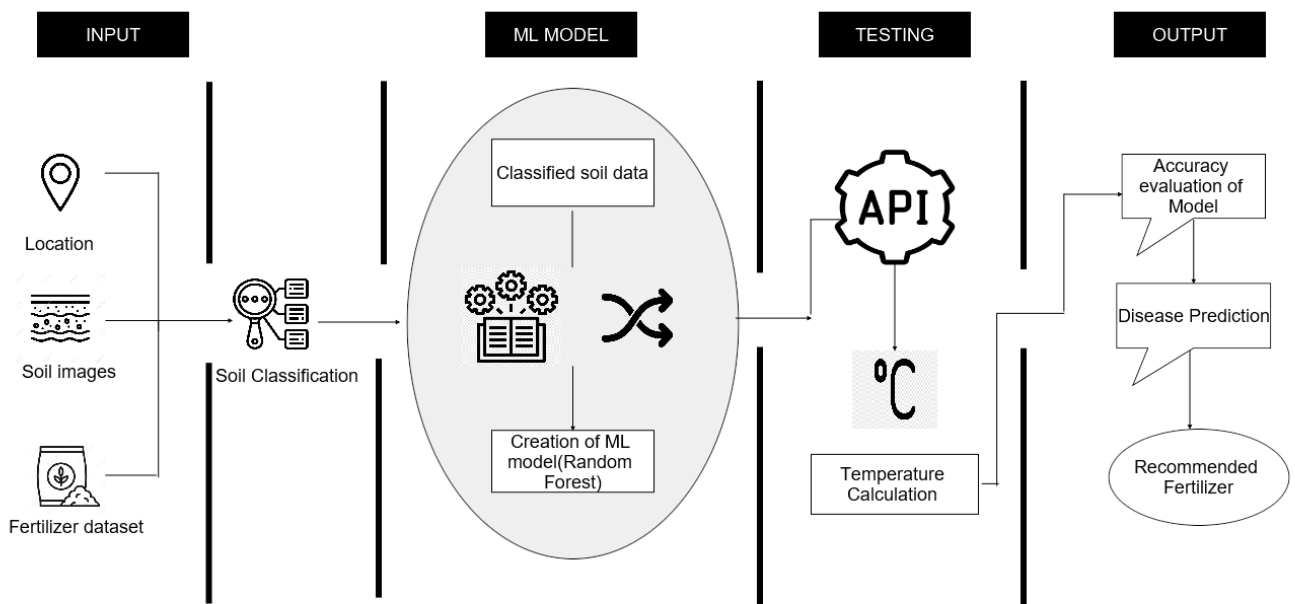 INPUT
ML MODEL
TESTING
OUTPUT
Location
Soil images
Fertilizer dataset
Soil Classification
Classified soil data
Creation of ML
model(Random
Forest)
API
°C
Temperature
Calculation
Accuracy
evaluation of
Model
Disease Prediction
Recommended
Fertilizer